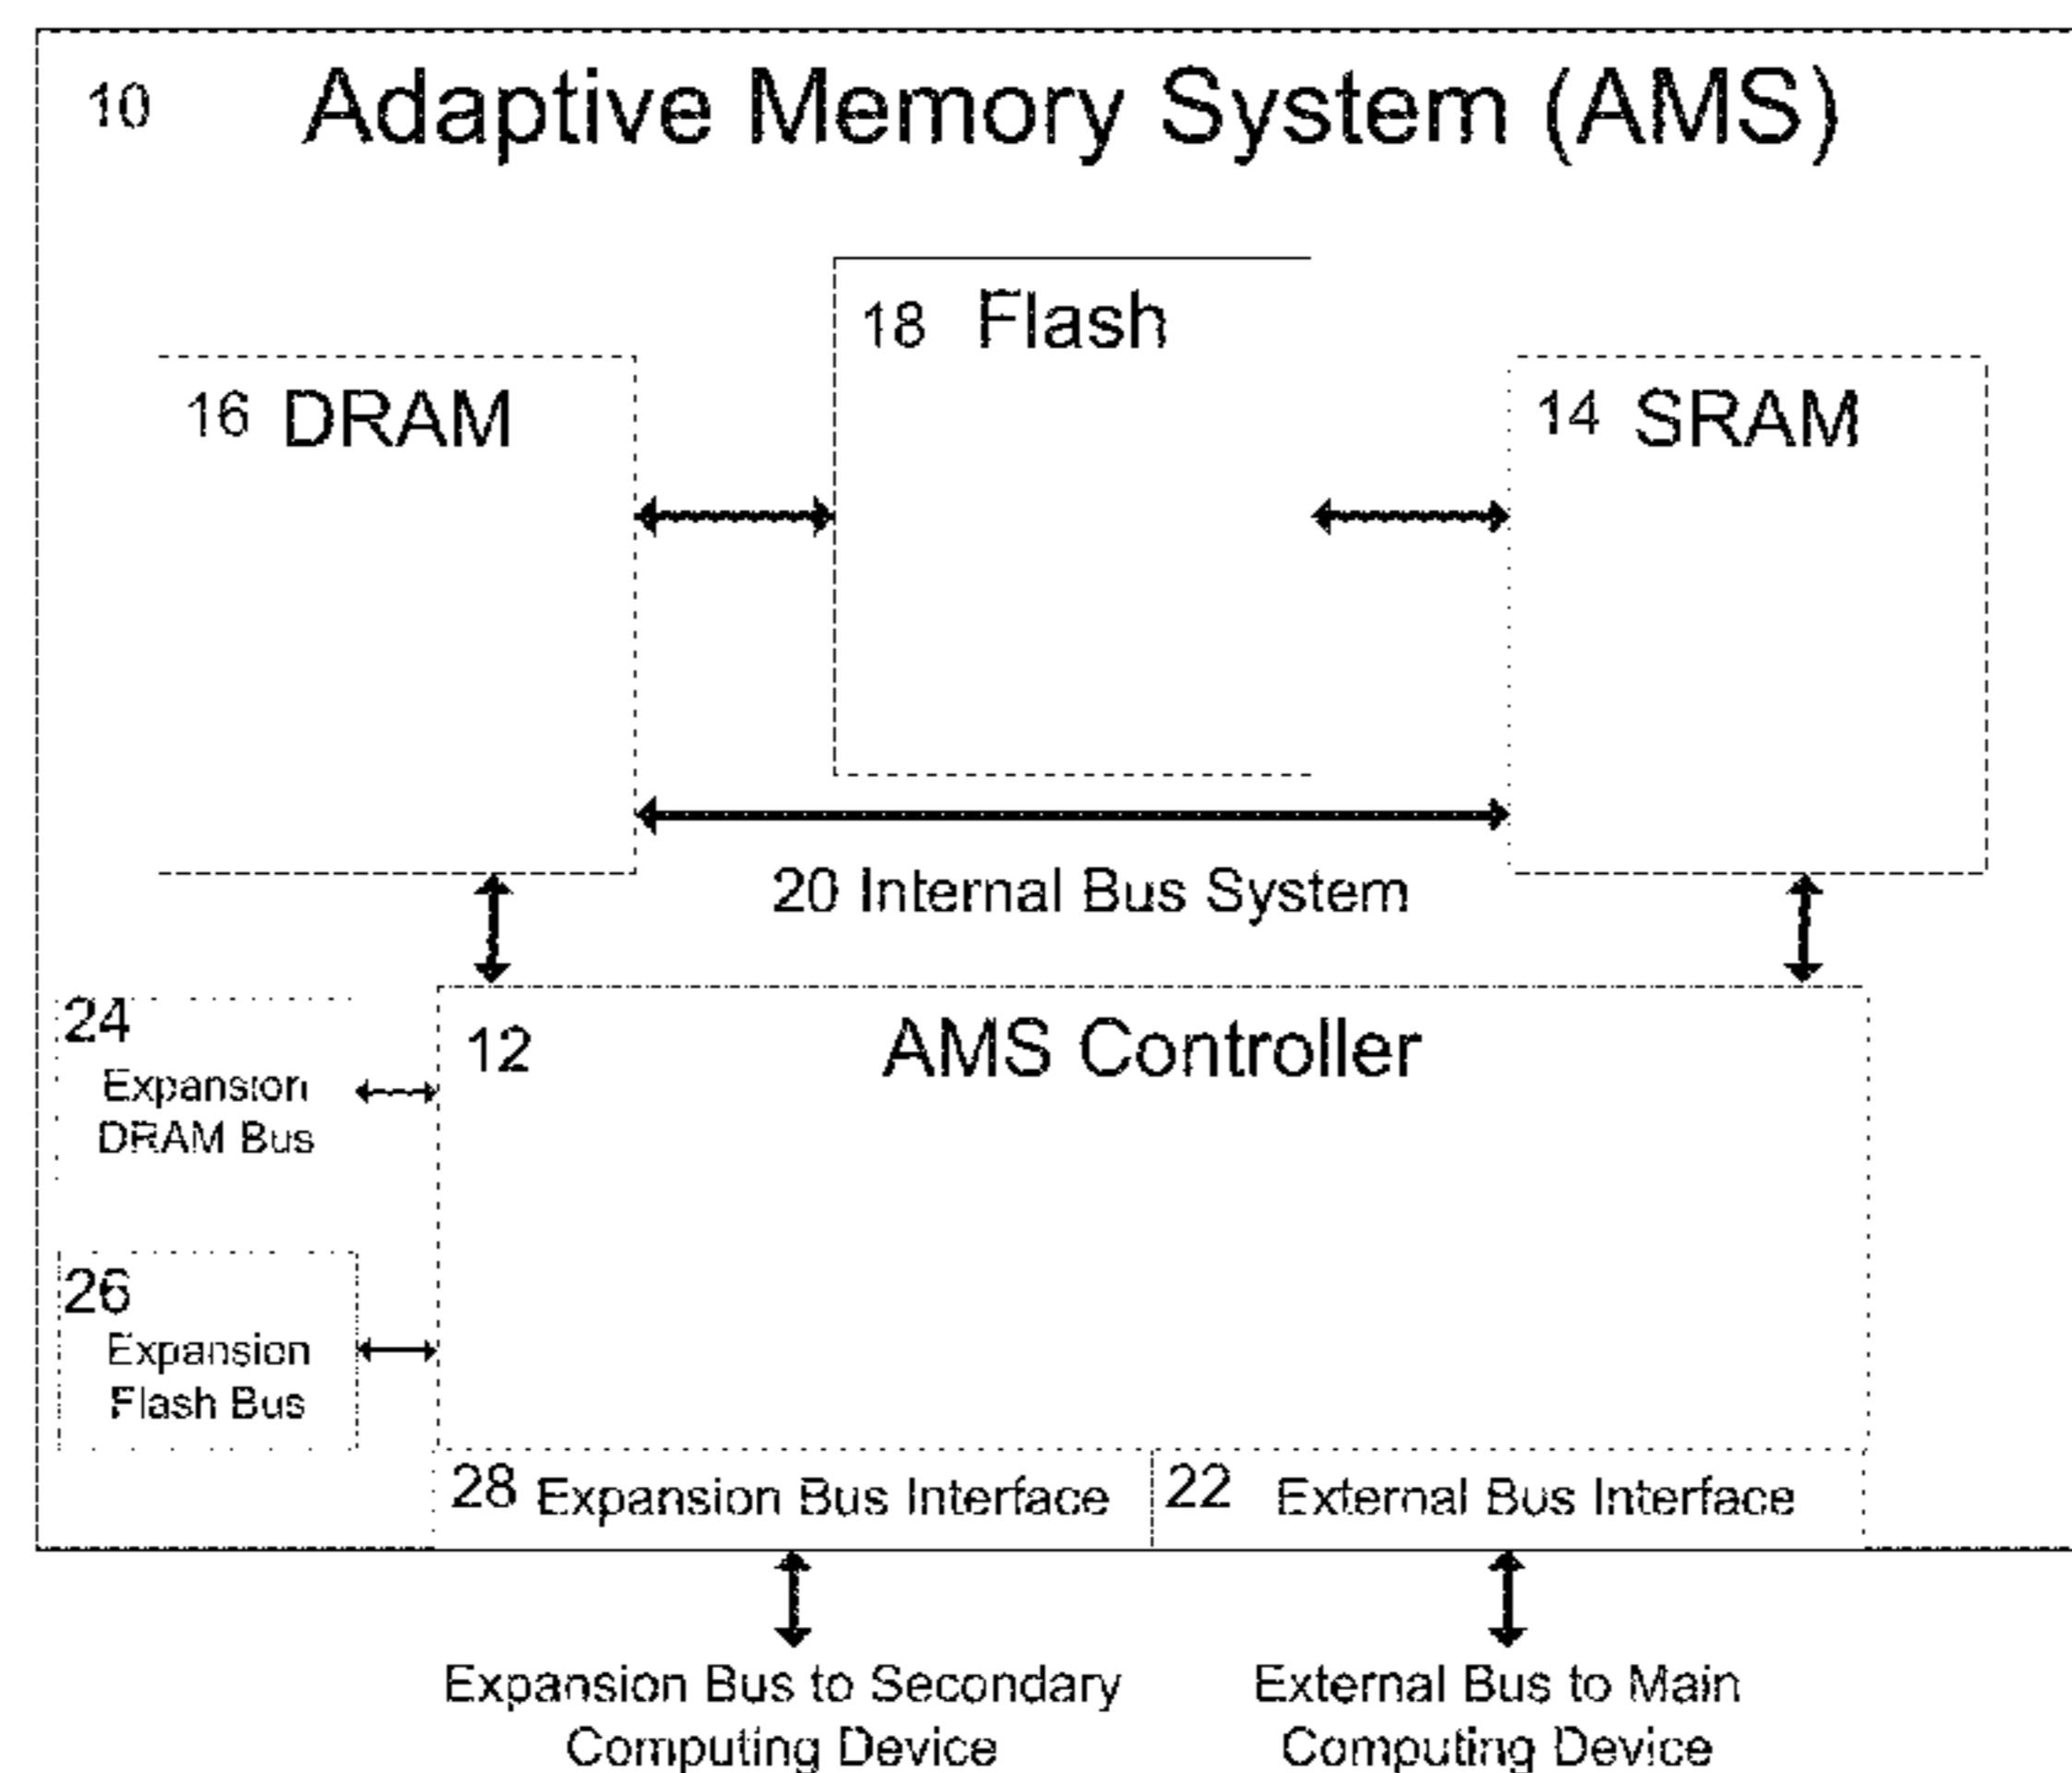 10 Adaptive Memory System (AMS)
18 Flash
16 DRAM
14 SRAM
20 Internal Bus System
24
Expansion
DRAM Bus
12 AMS Controller
26
Expansion
Flash Bus
28 Expansion Bus Interface
22 External Bus Interface
Expansion Bus to Secondary
Computing Device
External Bus to Main
Computing Device